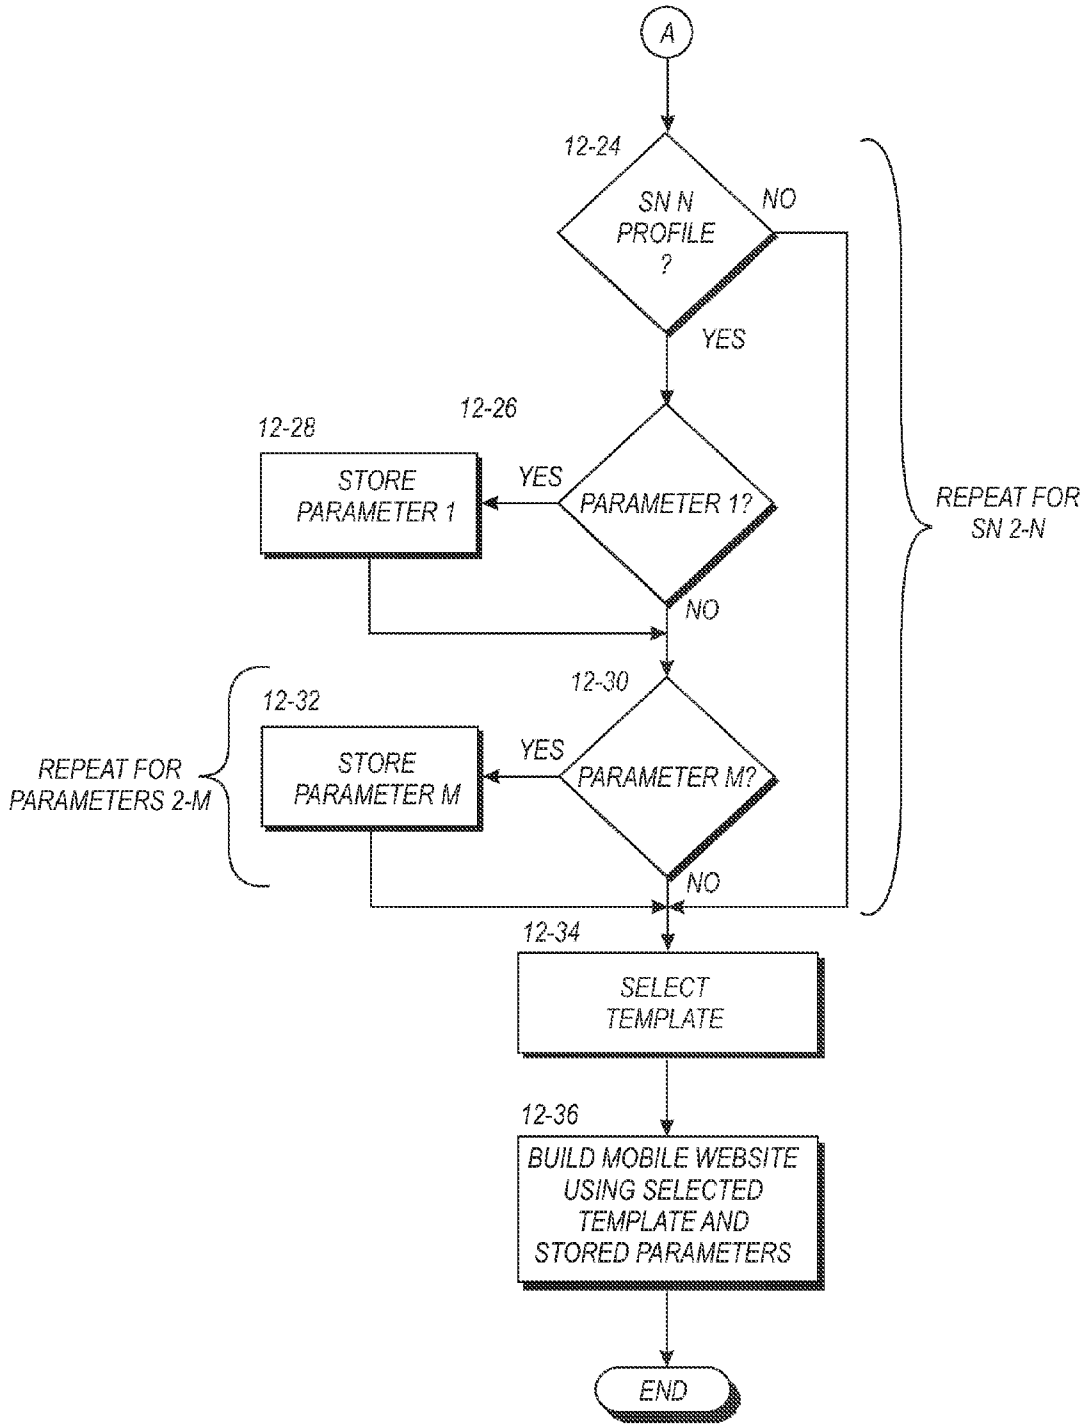 A
12-24
SN N
PROFILE
?
NO
YES
12-26
12-28
STORE
PARAMETER 1
YES
PARAMETER 1?
NO
REPEAT FOR
SN 2-N
12-30
12-32
STORE
PARAMETER M
YES
PARAMETER M?
NO
REPEAT FOR
PARAMETERS 2-M
12-34
SELECT
TEMPLATE
12-36
BUILD MOBILE WEBSITE
USING SELECTED
TEMPLATE AND
STORED PARAMETERS
END